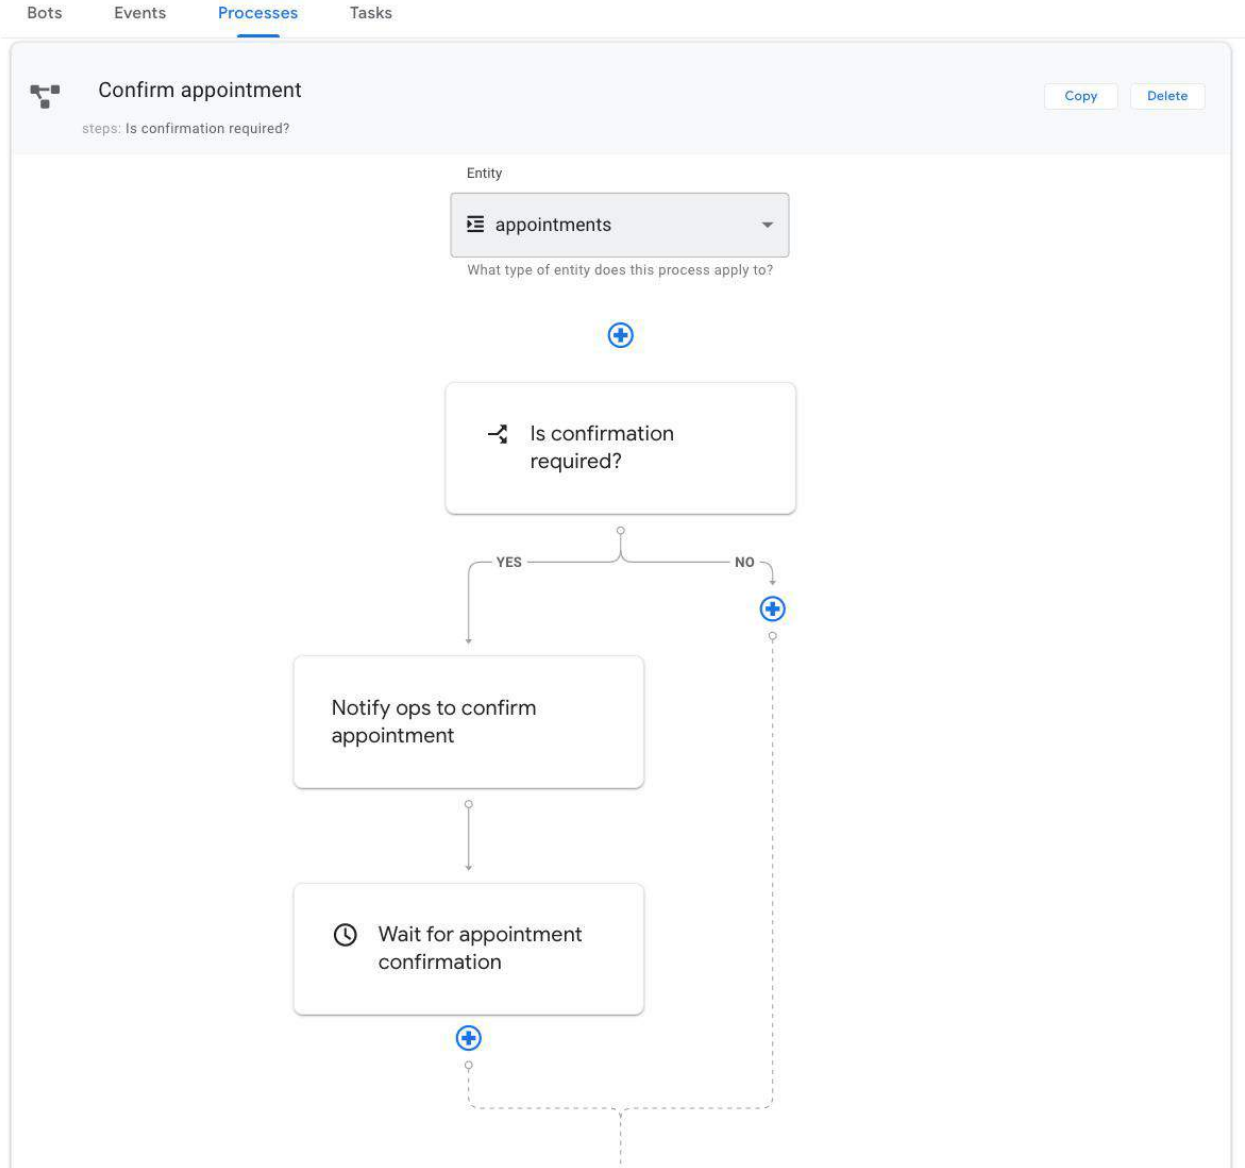 Bots Events Processes Tasks
Confirm appointment
Copy Delete
steps: Is confirmation required?
Entity
appointments
What type of entity does this process apply to?
Is confirmation
required?
YES NO
Notify ops to confirm
appointment
Wait for appointment
confirmation